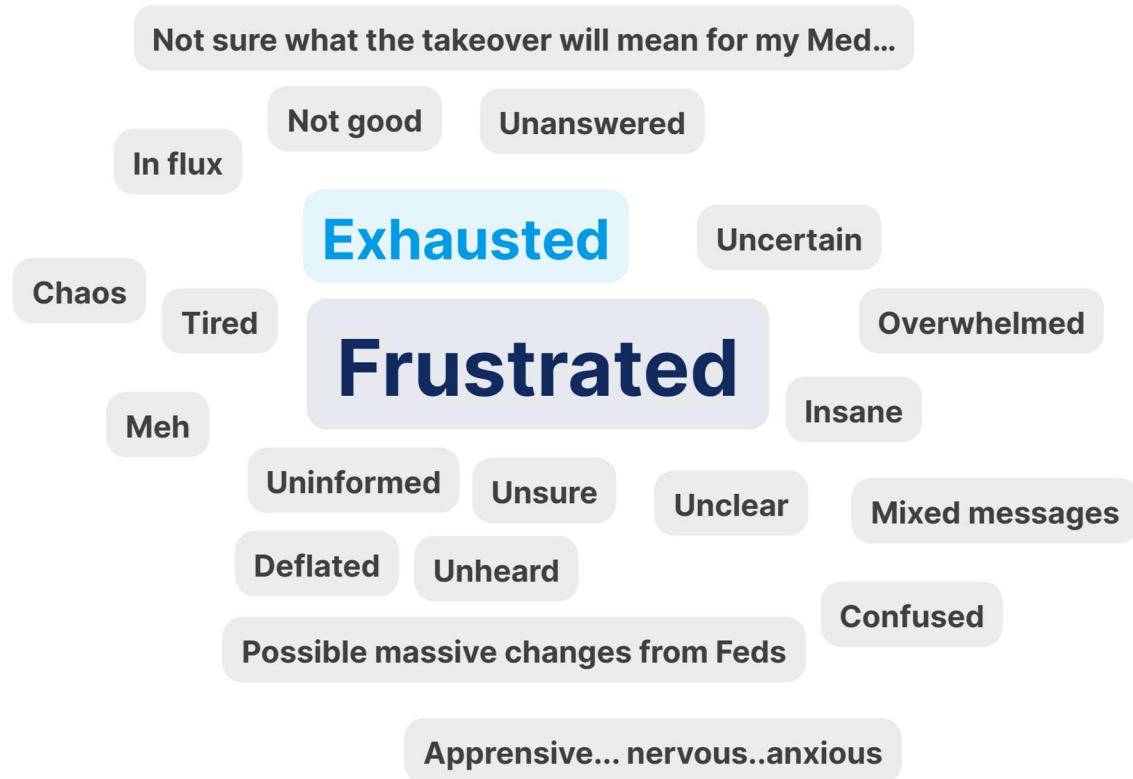 Not sure what the takeover will mean for my Med...
Not good
Unanswered
In flux
Exhausted
Uncertain
Chaos
Tired
Overwhelmed
Frustrated
Insane
Meh
Uninformed
Unsure
Unclear
Mixed messages
Deflated
Unheard
Confused
Possible massive changes from Feds
Apprensive... nervous..anxious